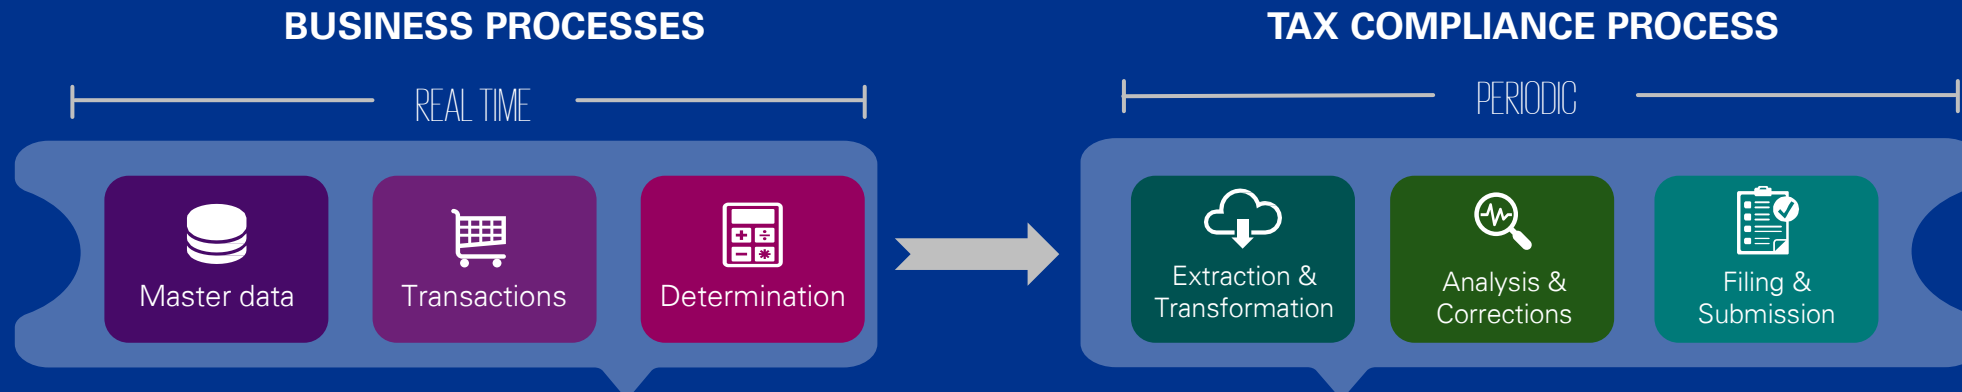 BUSINESS PROCESSES
REAL TIME
Master data
Transactions
Determination
TAX COMPLIANCE PROCESS
PERIODIC
Extraction &
Transformation
Analysis &
Corrections
Filing &
Submission